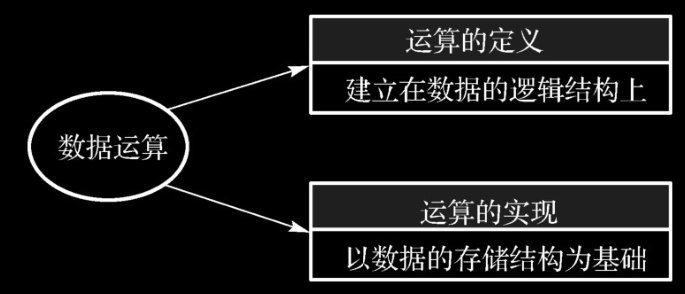 数据运算
运算的定义
建立在数据的逻辑结构上
运算的实现
以数据的存储结构为基础